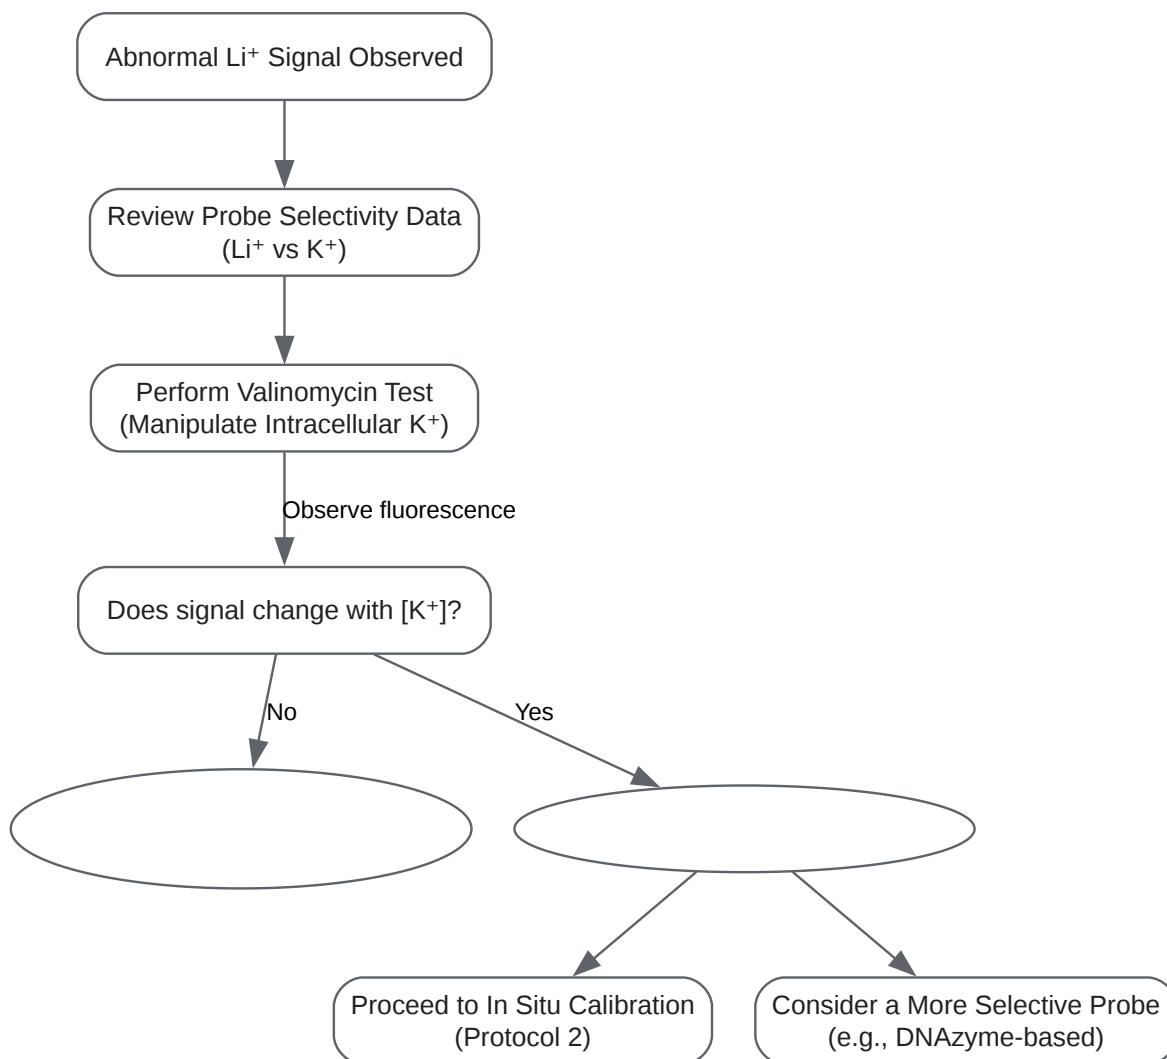 Abnormal Li⁺ Signal Observed
Review Probe Selectivity Data
(Li⁺ vs K⁺)
Perform Valinomycin Test
(Manipulate Intracellular K⁺)
Observe fluorescence
Does signal change with [K⁺]?
No
Yes
Proceed to In Situ Calibration
(Protocol 2)
Consider a More Selective Probe
(e.g., DNAzyme-based)